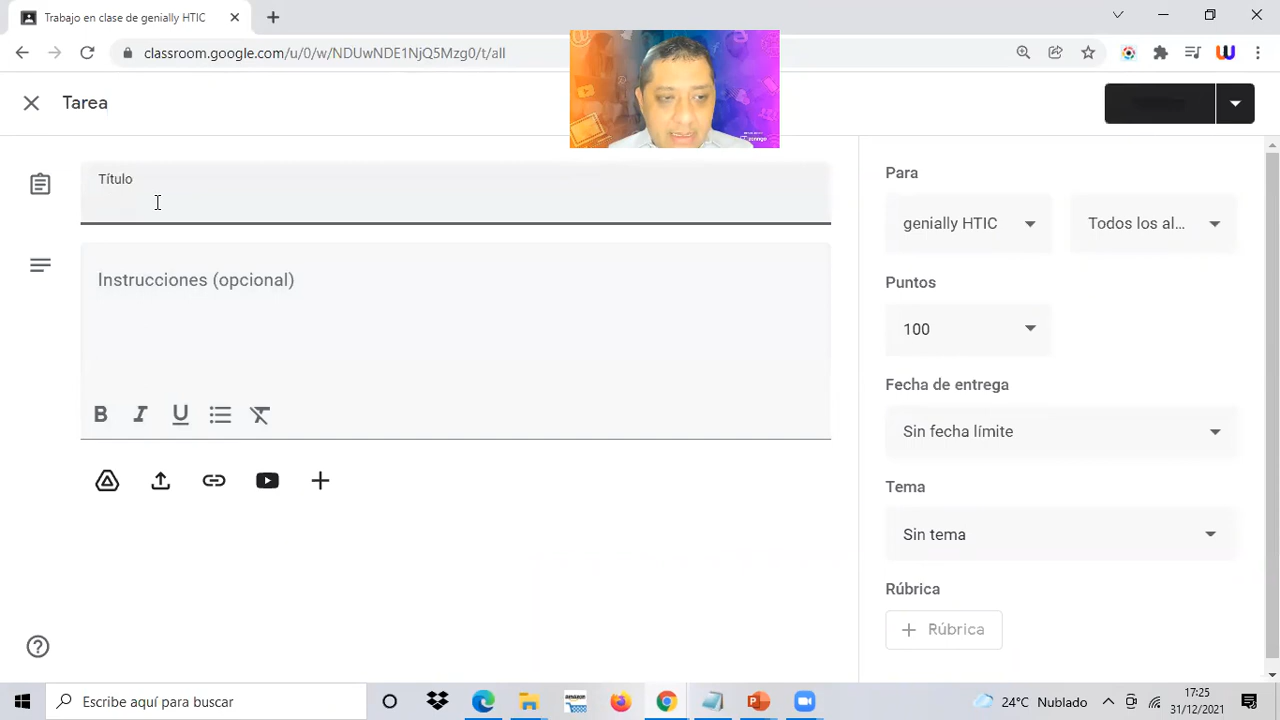 Trabajo en clase de genially HTIC
classroom.google.com/u/0/w/NDUwNDE1NjQ5Mzg0/t/all
Tarea
Título
Instrucciones (opcional)
B I U
Para
genially HTIC
Todos los al...
Puntos
100
Fecha de entrega
Sin fecha límite
Tema
Sin tema
Rúbrica
+ Rúbrica
Escribe aquí para buscar
24°C Nublado
17:25
31/12/2021